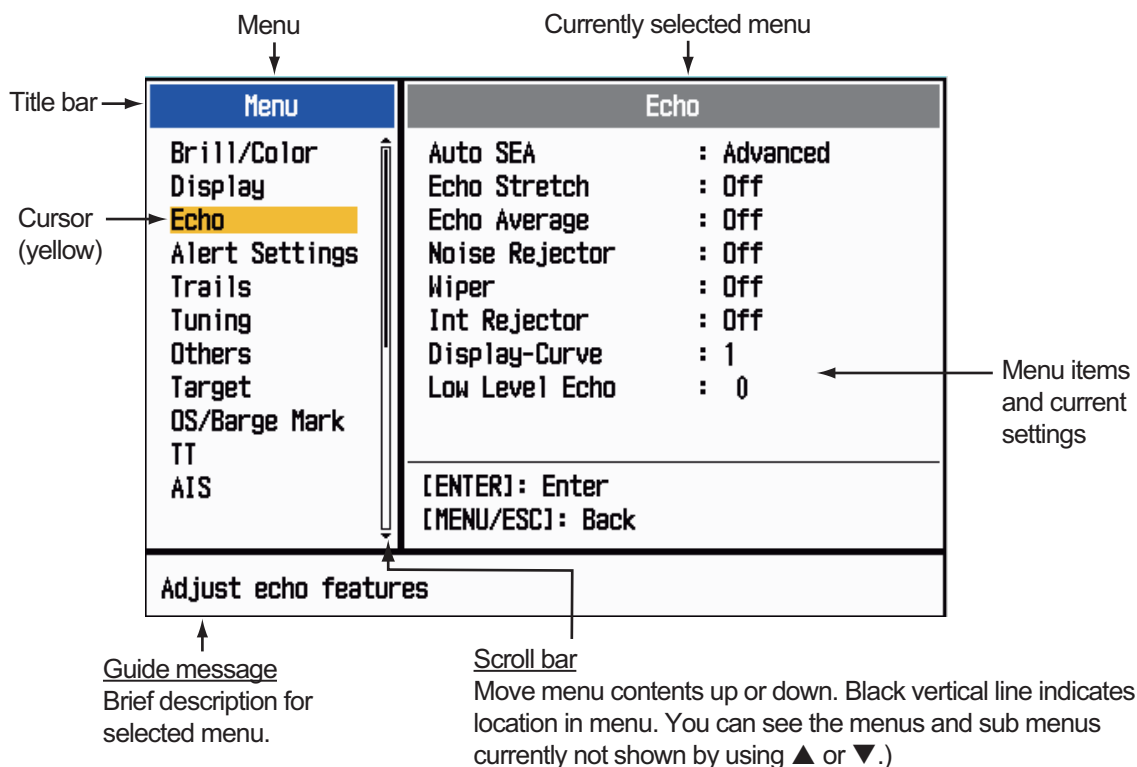 Menu
Currently selected menu
Title bar
Menu
Echo
Brill/Color
Display
Echo
Alert Settings
Trails
Tuning
Others
Target
OS/Barge Mark
TT
AIS
Cursor
(yellow)
Auto SEA : Advanced
Echo Stretch : Off
Echo Average : Off
Noise Rejector : Off
Wiper : Off
Int Rejector : Off
Display-Curve : 1
Low Level Echo : 0
Menu items
and current
settings
[ENTER]: Enter
[MENU/ESC]: Back
Adjust echo features
Guide message
Brief description for
selected menu.
Scroll bar
Move menu contents up or down. Black vertical line indicates
location in menu. You can see the menus and sub menus
currently not shown by using ▲ or ▼.)